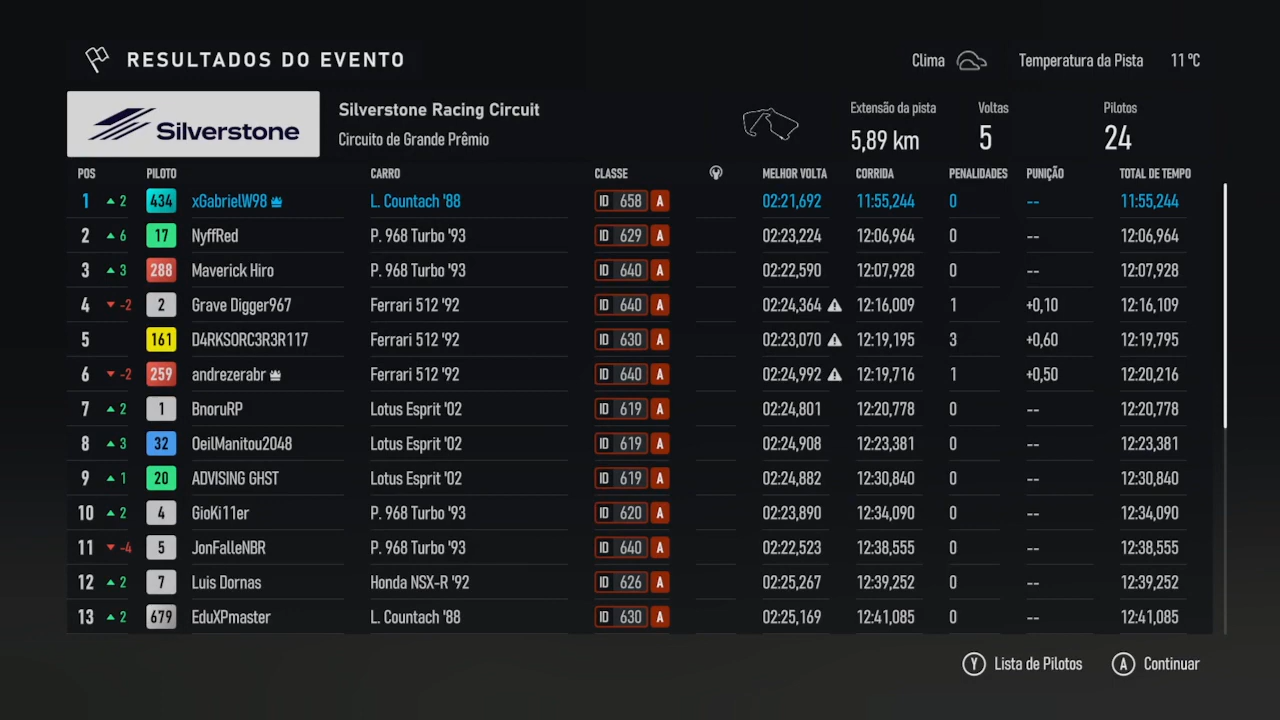 RESULTADOS DO EVENTO
Clima Temperatura da Pista 11 ºC
Silverstone
Silverstone Racing Circuit
Circuito de Grande Prêmio
Extensão da pista Voltas Pilotos
5,89 km 5 24
POS PILOTO CARRO CLASSE MELHOR VOLTA CORRIDA PENALIDADES PUNIÇÃO TOTAL DE TEMPO
1 2 434 xGabrielW98 L. Countach '88 ID 658 A 02:21,692 11:55,244 0 -- 11:55,244
2 6 17 NyffRed P. 968 Turbo '93 ID 629 A 02:23,224 12:06,964 0 -- 12:06,964
3 3 288 Maverick Hiro P. 968 Turbo '93 ID 640 A 02:22,590 12:07,928 0 -- 12:07,928
4 -2 2 Grave Digger967 Ferrari 512 '92 ID 640 A 02:24,364 12:16,009 1 +0,10 12:16,109
5 161 D4RKSORC3R3R117 Ferrari 512 '92 ID 630 A 02:23,070 12:19,195 3 +0,60 12:19,795
6 -2 259 andrezerabr Ferrari 512 '92 ID 640 A 02:24,992 12:19,716 1 +0,50 12:20,216
7 2 1 BnoruRP Lotus Esprit '02 ID 619 A 02:24,801 12:20,778 0 -- 12:20,778
8 3 32 OeilManitou2048 Lotus Esprit '02 ID 619 A 02:24,908 12:23,381 0 -- 12:23,381
9 1 20 ADVISING GHST Lotus Esprit '02 ID 619 A 02:24,882 12:30,840 0 -- 12:30,840
10 2 4 GioKi11er P. 968 Turbo '93 ID 620 A 02:23,890 12:34,090 0 -- 12:34,090
11 -4 5 JonFalleNBR P. 968 Turbo '93 ID 640 A 02:22,523 12:38,555 0 -- 12:38,555
12 2 7 Luis Dornas Honda NSX-R '92 ID 626 A 02:25,267 12:39,252 0 -- 12:39,252
13 2 679 EduXPmaster L. Countach '88 ID 630 A 02:25,169 12:41,085 0 -- 12:41,085
Y Lista de Pilotos A Continuar